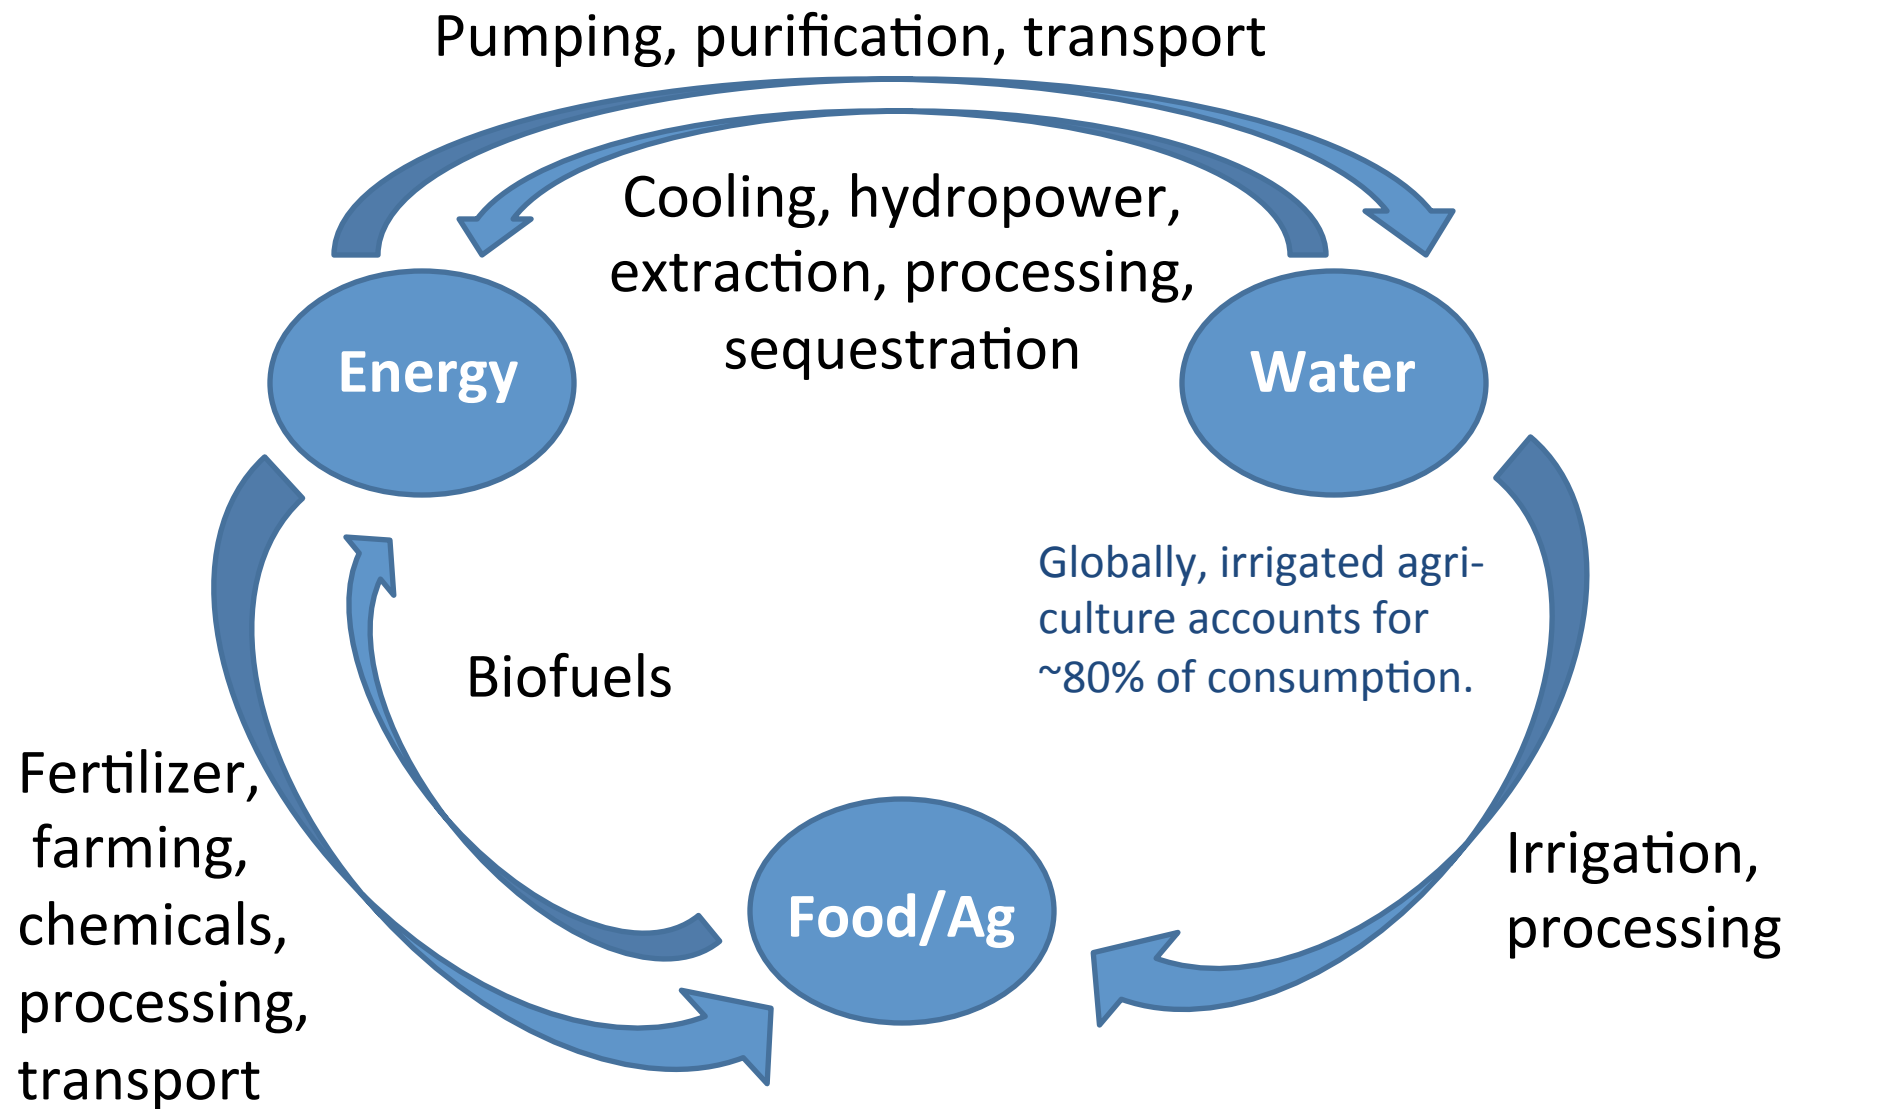 Pumping, purification, transport
Cooling, hydropower,
extraction, processing,
sequestration
Energy
Water
Globally, irrigated agri-
culture accounts for
~80% of consumption.
Biofuels
Fertilizer,
farming,
chemicals,
processing,
transport
Food/Ag
Irrigation,
processing